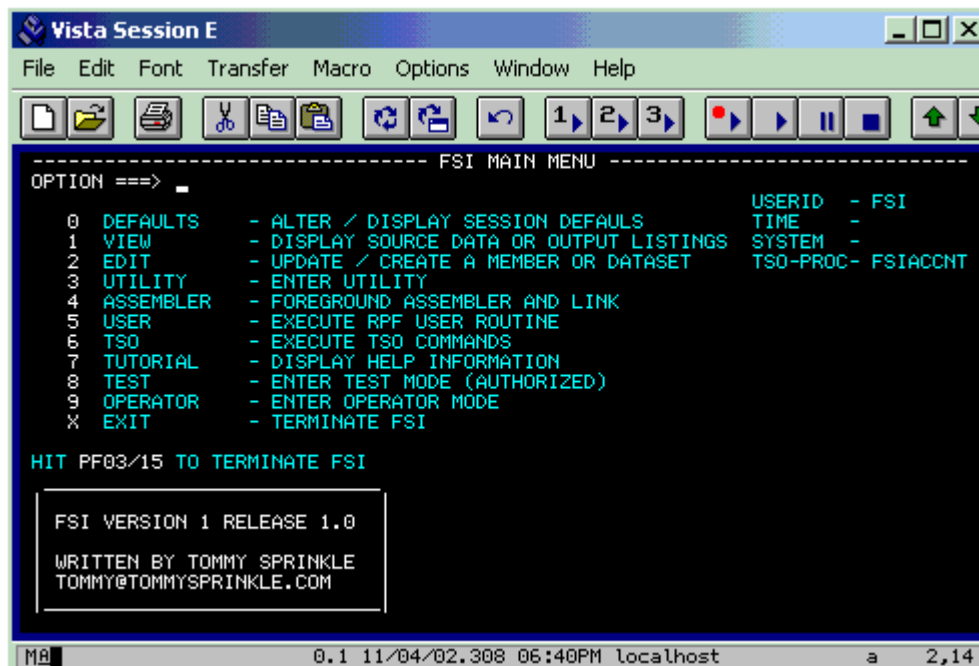 Vista Session E
File Edit Font Transfer Macro Options Window Help
1 2 3
-------------------------------- FSI MAIN MENU -----------------------------
OPTION ===> _
USERID - FSI
0 DEFAULTS - ALTER / DISPLAY SESSION DEFAULS TIME -
1 VIEW - DISPLAY SOURCE DATA OR OUTPUT LISTINGS SYSTEM -
2 EDIT - UPDATE / CREATE A MEMBER OR DATASET TSO-PROC- FSIACCNT
3 UTILITY - ENTER UTILITY
4 ASSEMBLER - FOREGROUND ASSEMBLER AND LINK
5 USER - EXECUTE RPF USER ROUTINE
6 TSO - EXECUTE TSO COMMANDS
7 TUTORIAL - DISPLAY HELP INFORMATION
8 TEST - ENTER TEST MODE (AUTHORIZED)
9 OPERATOR - ENTER OPERATOR MODE
X EXIT - TERMINATE FSI
HIT PF03/15 TO TERMINATE FSI
FSI VERSION 1 RELEASE 1.0
WRITTEN BY TOMMY SPRINKLE
TOMMY@TOMMYSPRINKLE.COM
MA 0.1 11/04/02.308 06:40PM localhost a 2,14